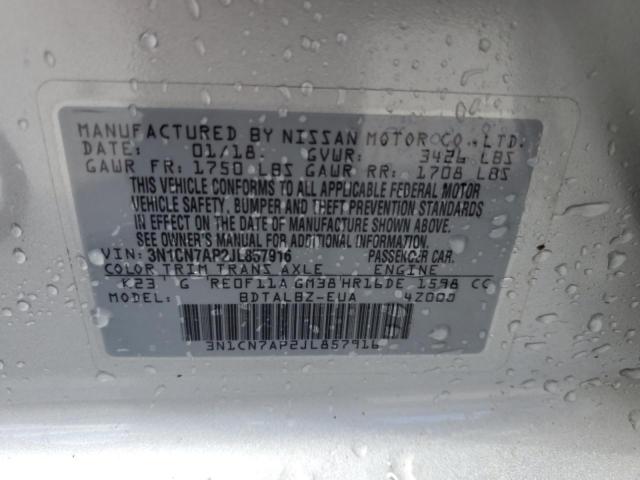 MANUFACTURED BY NISSAN MOTOR CO.,LTD.
DATE: 01/18. GVWR: 3426 LBS
GAWR FR: 1750 LBS GAWR RR: 1708 LBS
THIS VEHICLE CONFORMS TO ALL APPLICABLE FEDERAL MOTOR
VEHICLE SAFETY, BUMPER AND THEFT PREVENTION STANDARDS
IN EFFECT ON THE DATE OF MANUFACTURE SHOWN ABOVE.
SEE OWNER'S MANUAL FOR ADDITIONAL INFORMATION.
VIN: 3N1CN7AP2JL857916 PASSENGER CAR.
COLOR TRIM TRANS AXLE ENGINE
K23 G RE0F11A GM38 HR16DE 1598 CC
BDTALBZ-EUA 4Z000
3N1CN7AP2JL857916